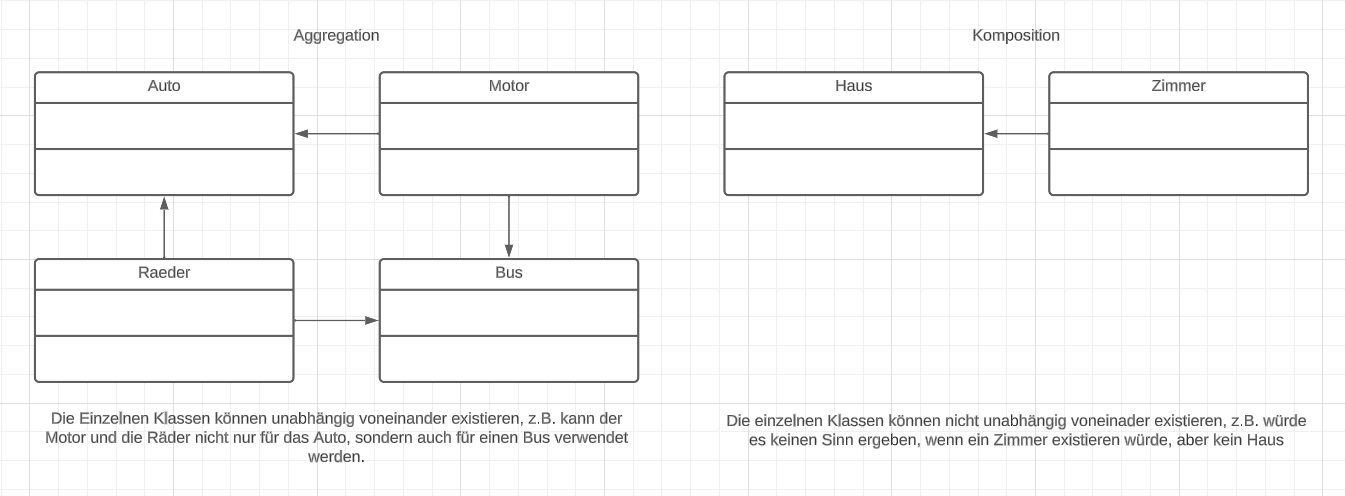 Aggregation
Komposition
Auto
Motor
Haus
Zimmer
Raeder
Bus
Die Einzelnen Klassen können unabhängig voneinander existieren, z.B. kann der
Motor und die Räder nicht nur für das Auto, sondern auch für einen Bus verwendet
werden.
Die einzelnen Klassen können nicht unabhängig voneinader existieren, z.B. würde
es keinen Sinn ergeben, wenn ein Zimmer existieren würde, aber kein Haus